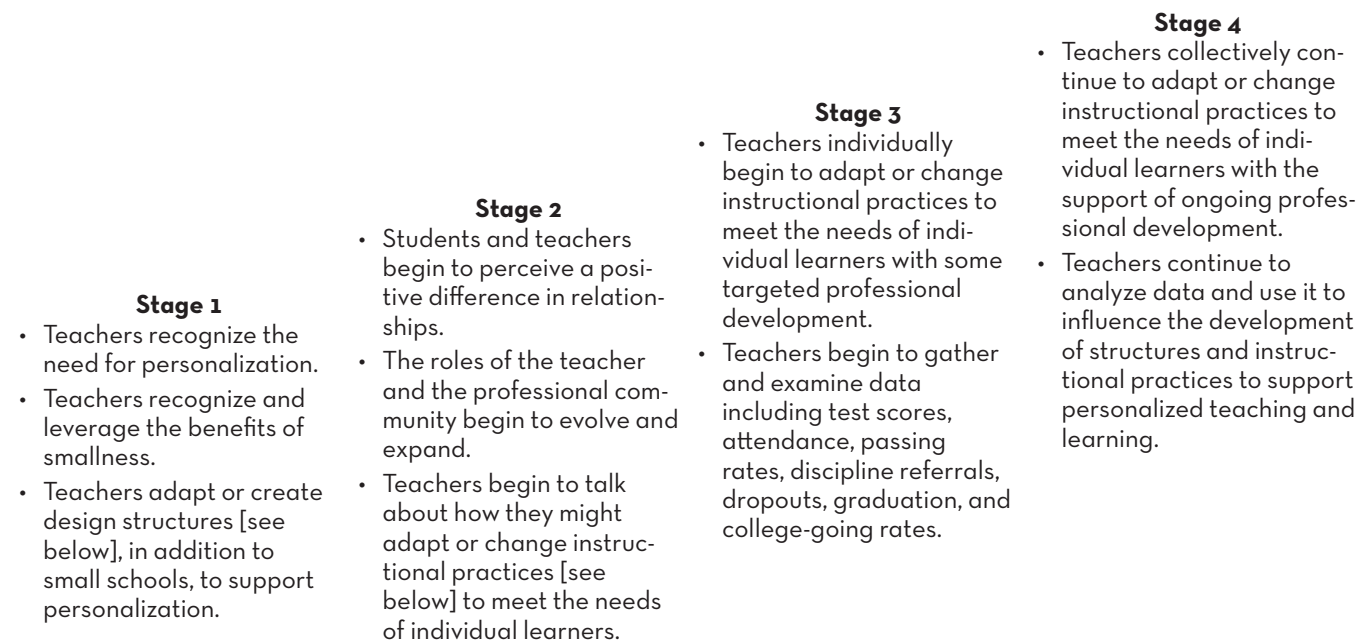 Stage 1
• Teachers recognize the
need for personalization.
• Teachers recognize and
leverage the benefits of
smallness.
• Teachers adapt or create
design structures [see
below], in addition to
small schools, to support
personalization.
Stage 2
• Students and teachers
begin to perceive a posi-
tive difference in relation-
ships.
• The roles of the teacher
and the professional com-
munity begin to evolve and
expand.
• Teachers begin to talk
about how they might
adapt or change instruc-
tional practices [see
below] to meet the needs
of individual learners.
Stage 3
• Teachers individually
begin to adapt or change
instructional practices to
meet the needs of indi-
vidual learners with some
targeted professional
development.
• Teachers begin to gather
and examine data
including test scores,
attendance, passing
rates, discipline referrals,
dropouts, graduation, and
college-going rates.
Stage 4
• Teachers collectively con-
tinue to adapt or change
instructional practices to
meet the needs of indi-
vidual learners with the
support of ongoing profes-
sional development.
• Teachers continue to
analyze data and use it to
influence the development
of structures and instruc-
tional practices to support
personalized teaching and
learning.